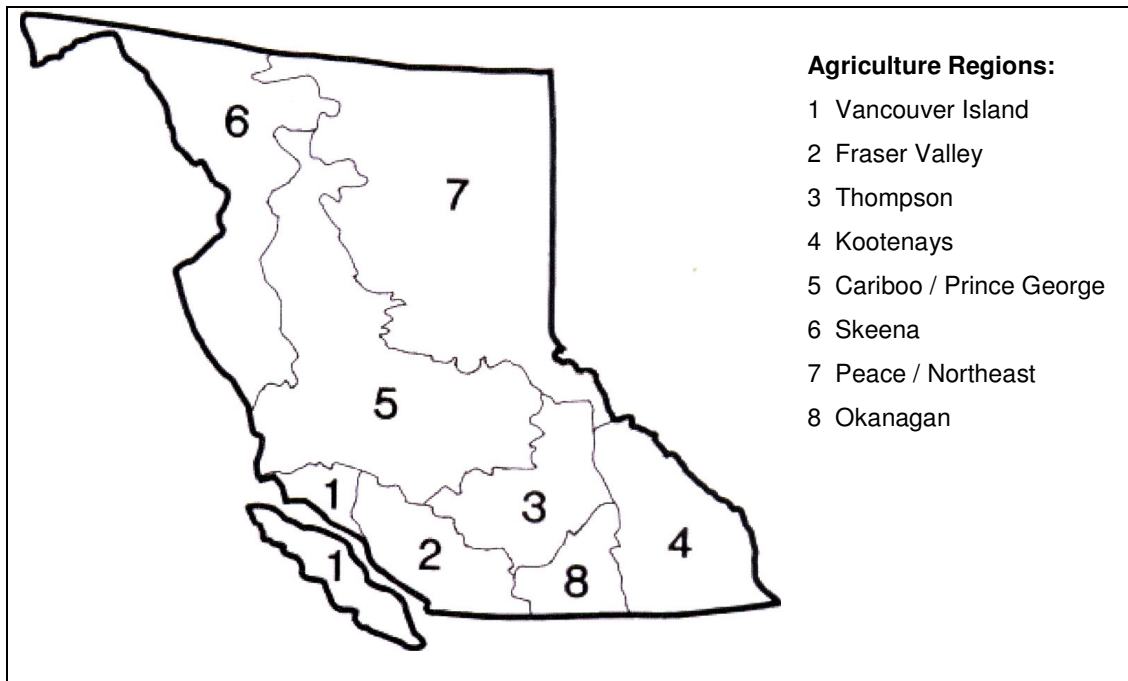 Agriculture Regions:
1 Vancouver Island
2 Fraser Valley
3 Thompson
4 Kootenays
5 Cariboo / Prince George
6 Skeena
7 Peace / Northeast
8 Okanagan
6
7
5
1
3
2
4
1
8